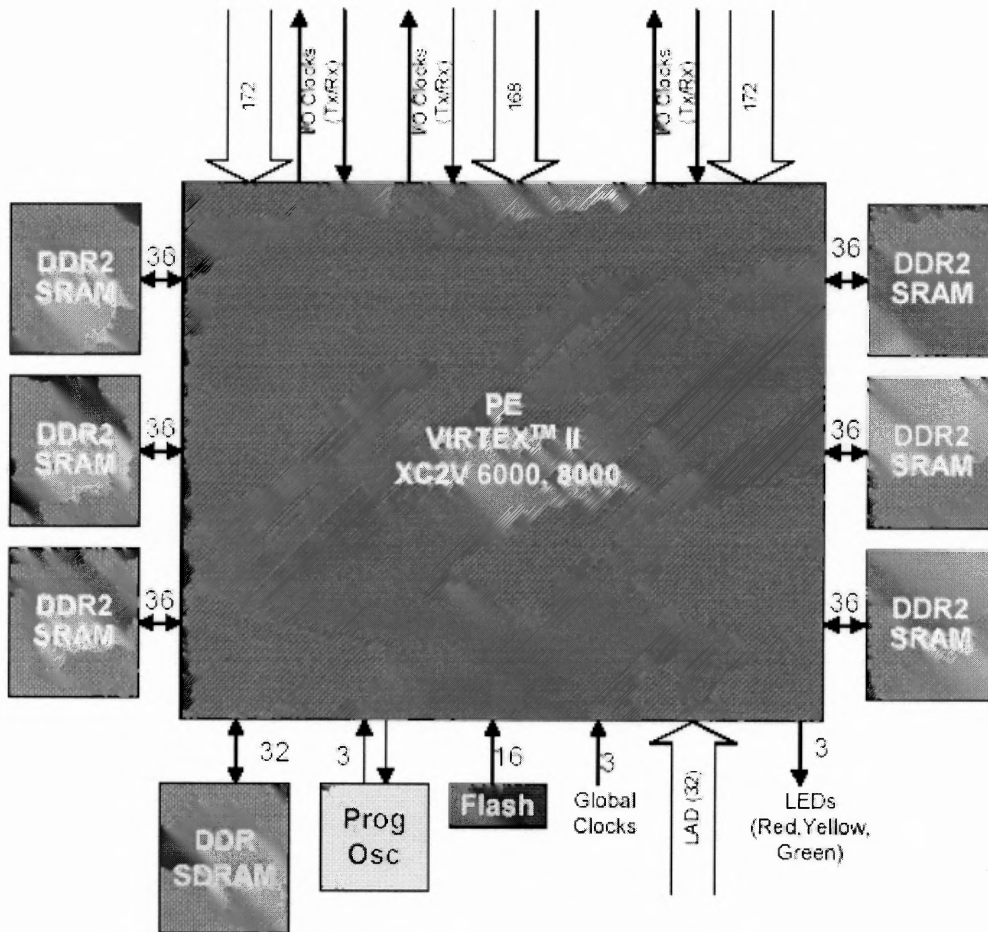 172
I/O Clocks
(Tx/Rx)
I/O Clocks
(Tx/Rx)
168
I/O Clocks
(Tx/Rx)
172
DDR2
SRAM
36
36
DDR2
SRAM
DDR2
SRAM
36
PE
VIRTEX™ II
XC2V 6000, 8000
36
DDR2
SRAM
DDR2
SRAM
36
36
DDR2
SRAM
32
DDR
SDRAM
3
Prog
Osc
16
Flash
3
Global
Clocks
LAD (32)
3
LEDs
(Red,Yellow,
Green)